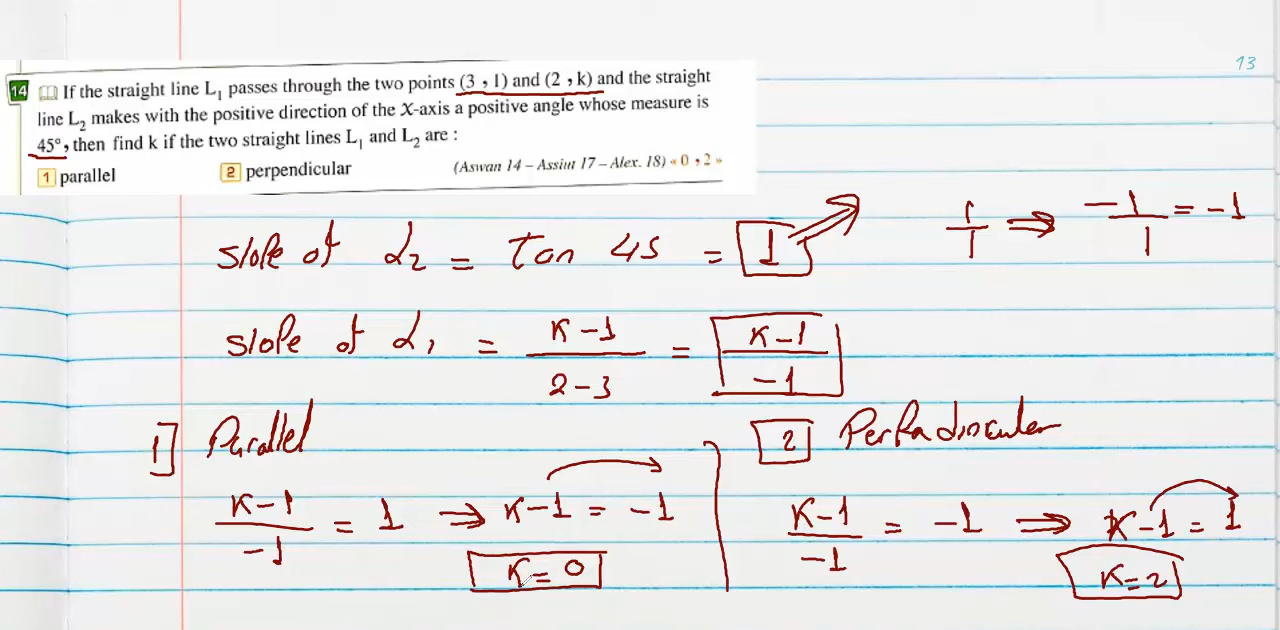 13
14 If the straight line L₁ passes through the two points (3 , 1) and (2 , k) and the straight
line L₂ makes with the positive direction of the X-axis a positive angle whose measure is
45° , then find k if the two straight lines L₁ and L₂ are :
1 parallel 2 perpendicular (Aswan 14 – Assiut 17 – Alex. 18) « 0 , 2 »
slope of L₂ = Tan 45 = 1 1/1 ⇒ -1/1 = -1
slope of L₁ = K-1/2-3 = K-1/-1
1] Parallel
2 Perpadincular
K-1/-1 = 1 ⇒ K-1 = -1
K = 0
K-1/-1 = -1 ⇒ K-1 = 1
K = 2